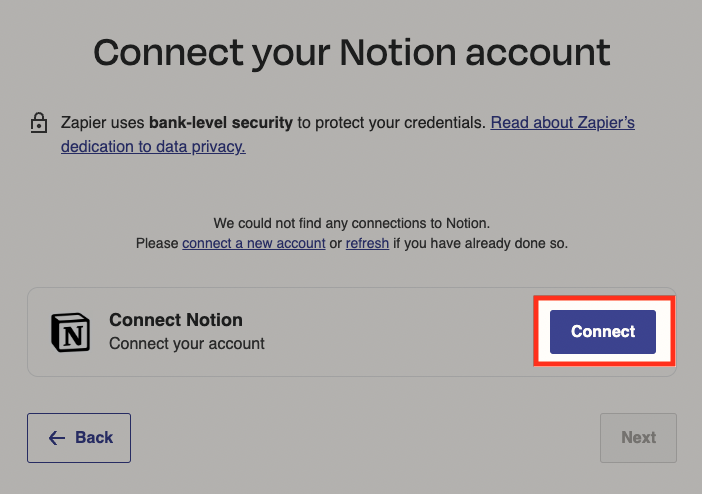 Connect your Notion account
Zapier uses bank-level security to protect your credentials. Read about Zapier’s
dedication to data privacy.
We could not find any connections to Notion.
Please connect a new account or refresh if you have already done so.
N
Connect Notion
Connect your account
Connect
Back
Next